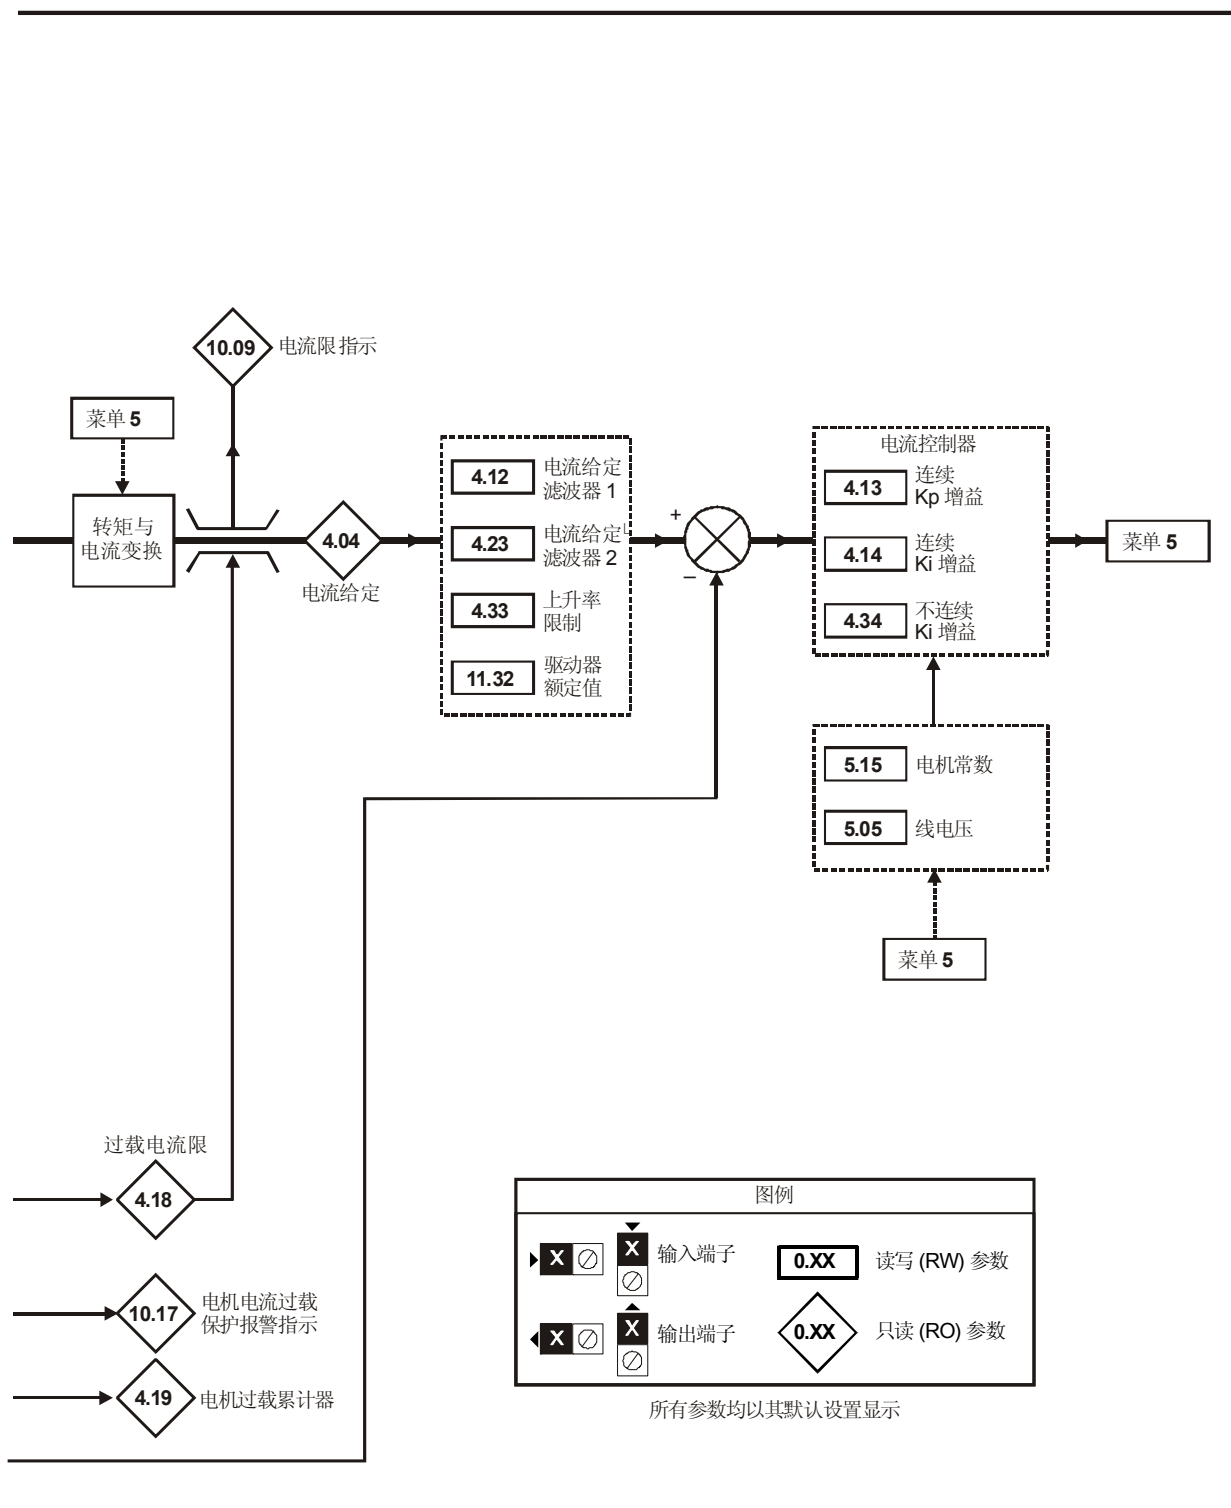 10.09 电流限指示
菜单 5
转矩与
电流变换
4.04
电流给定
4.12 电流给定
滤波器 1
4.23 电流给定
滤波器 2
4.33 上升率
限制
11.32 驱动器
额定值
+
−
电流控制器
4.13 连续
Kp 增益
4.14 连续
Ki 增益
4.34 不连续
Ki 增益
菜单 5
5.15 电机常数
5.05 线电压
菜单 5
过载电流限
4.18
10.17 电机电流过载
保护报警指示
4.19 电机过载累计器
图例
X X 输入端子 0.XX 读写 (RW) 参数
X X 输出端子 0.XX 只读 (RO) 参数
所有参数均以其默认设置显示